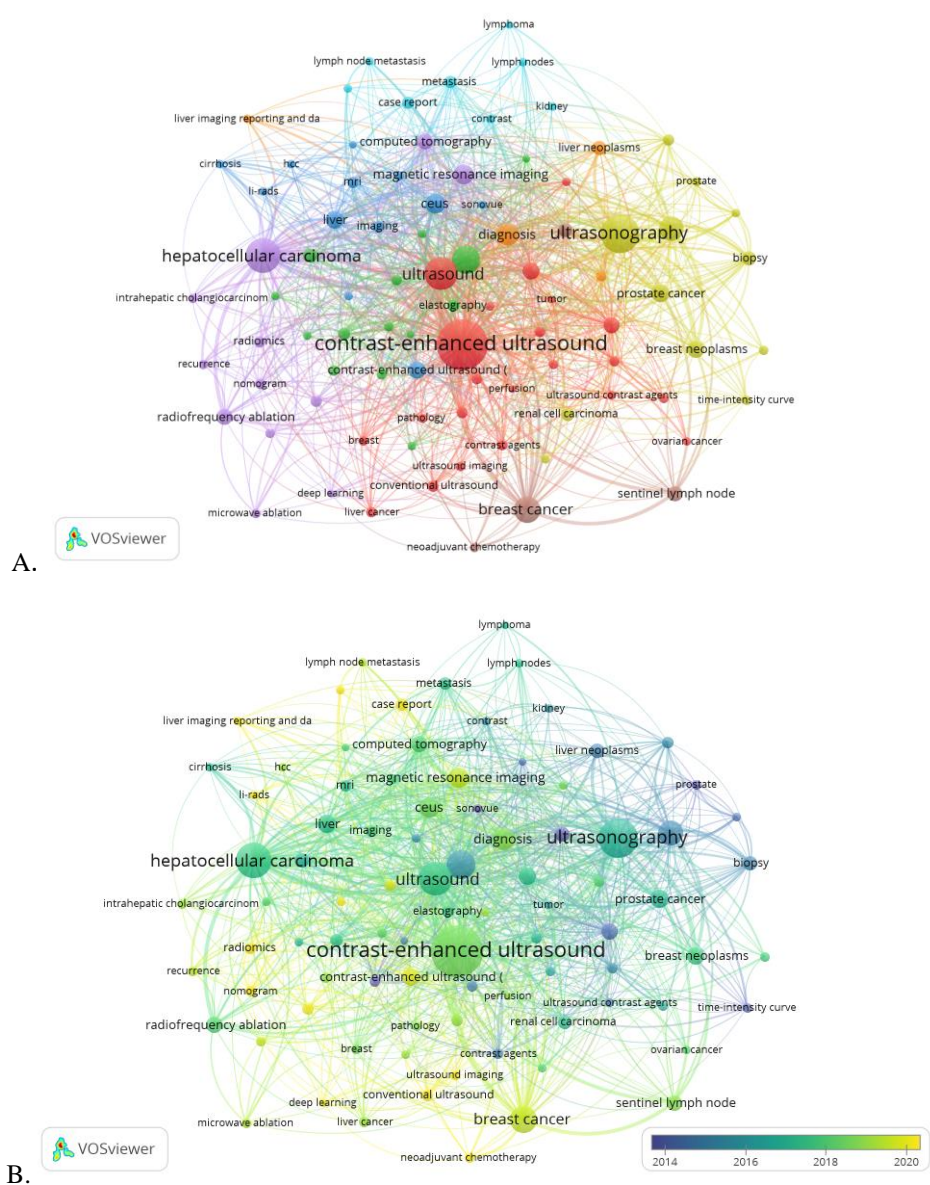 lymphoma
lymph node metastasis
lymph nodes
metastasis
case report
kidney
liver imaging reporting and da
contrast
computed tomography
liver neoplasms
cirrhosis
hcc
mri
magnetic resonance imaging
prostate
li-rads
ceus
sonovue
liver
imaging
diagnosis
ultrasonography
hepatocellular carcinoma
biopsy
ultrasound
intrahepatic cholangiocarcinom
elastography
tumor
prostate cancer
radiomics
contrast-enhanced ultrasound
breast neoplasms
recurrence
contrast-enhanced ultrasound (
nomogram
perfusion
ultrasound contrast agents
time-intensity curve
radiofrequency ablation
pathology
renal cell carcinoma
breast
contrast agents
ovarian cancer
ultrasound imaging
conventional ultrasound
deep learning
sentinel lymph node
microwave ablation
liver cancer
breast cancer
VOSviewer
neoadjuvant chemotherapy
A.
lymphoma
lymph node metastasis
lymph nodes
metastasis
case report
kidney
liver imaging reporting and da
contrast
computed tomography
liver neoplasms
cirrhosis
hcc
mri
magnetic resonance imaging
prostate
li-rads
ceus
sonovue
liver
imaging
diagnosis
ultrasonography
hepatocellular carcinoma
biopsy
ultrasound
intrahepatic cholangiocarcinom
elastography
tumor
prostate cancer
radiomics
contrast-enhanced ultrasound
breast neoplasms
recurrence
contrast-enhanced ultrasound (
nomogram
perfusion
ultrasound contrast agents
time-intensity curve
radiofrequency ablation
pathology
renal cell carcinoma
breast
contrast agents
ovarian cancer
ultrasound imaging
conventional ultrasound
deep learning
sentinel lymph node
microwave ablation
liver cancer
breast cancer
VOSviewer
neoadjuvant chemotherapy
2014 2016 2018 2020
B.